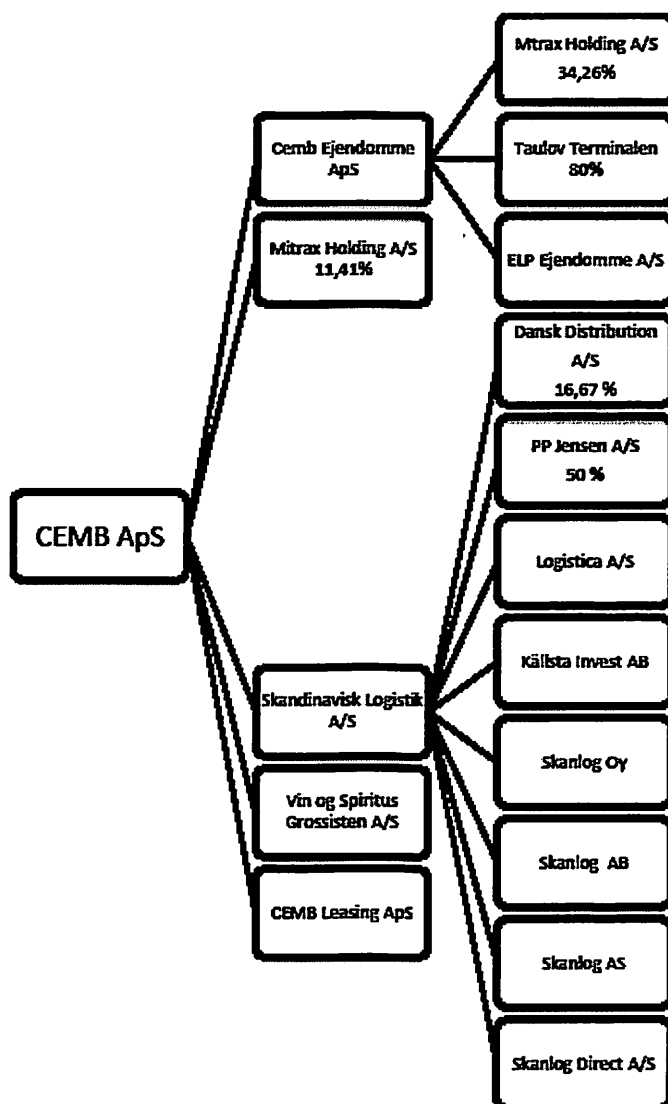 CEMB ApS
Cemb Ejendomme
ApS
Mitrax Holding A/S
11,41%
Skandinavisk Logistik
A/S
Vin og Spiritus
Grossisten A/S
CEMB Leasing ApS
Mtrax Holding A/S
34,26%
Taulov Terminalen
80%
ELP Ejendomme A/S
Dansk Distribution
A/S
16,67 %
PP Jensen A/S
50 %
Logistica A/S
Källsta Invest AB
Skanlog Oy
Skanlog AB
Skanlog AS
Skanlog Direct A/S